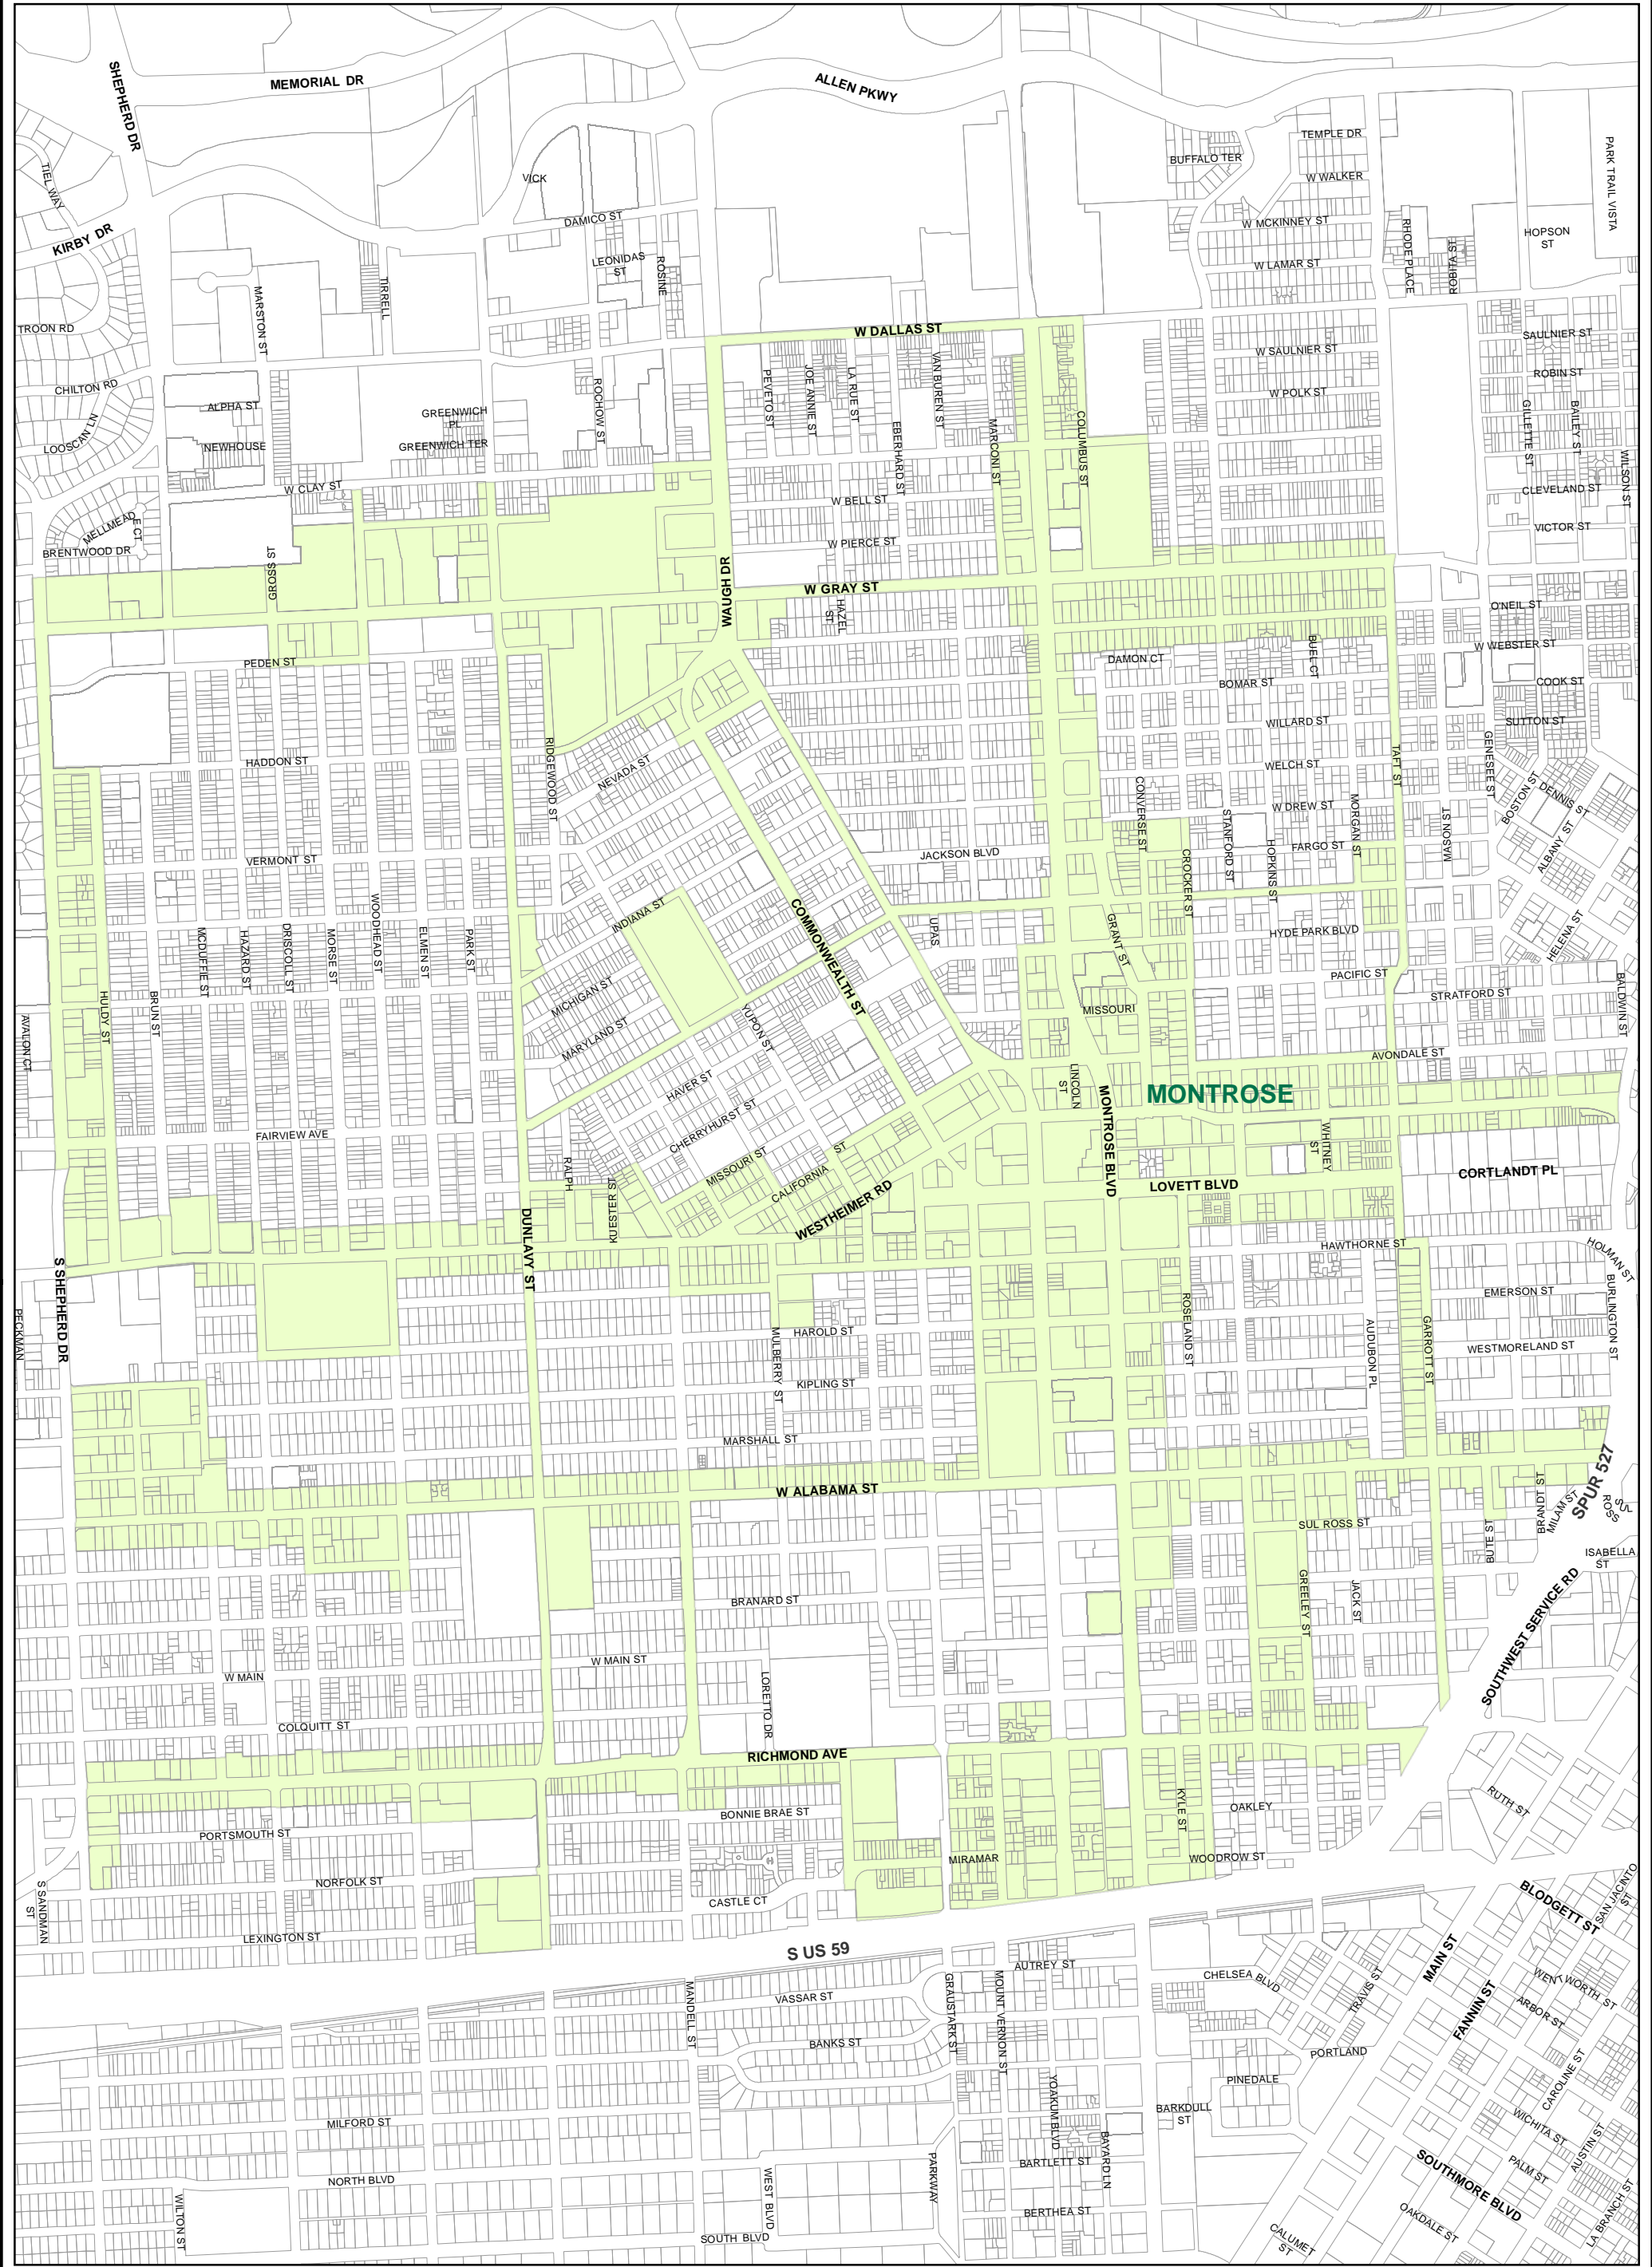 MEMORIAL DR
SHEPHERD DR
ALLEN PKWY
TEMPLE DR
BUFFALO TER
W WALKER
PARK TRAIL VISTA
TIEL WAY
VICK
DAMICO ST
W MCKINNEY ST
RHODE PLACE
HOPSON
ST
KIRBY DR
LEONIDAS
ST
ROSINE
W LAMAR ST
ROBITA ST
TIRRELL
MARSTON ST
TROON RD
W DALLAS ST
SAULNIER ST
W SAULNIER ST
VAN BUREN ST
ROBIN ST
CHILTON RD
PEVETO ST
JOE ANNIE ST
LA RUE ST
W POLK ST
ALPHA ST
GREENWICH
PL
ROCHOW ST
COLUMBUS ST
GILLETTE ST
BAILEY ST
LOOSCAN LN
NEWHOUSE
GREENWICH TER
EBERHARD ST
MARCONI ST
WILSON ST
W CLAY ST
CLEVELAND ST
W BELL ST
MELLMEADE CT
VICTOR ST
BRENTWOOD DR
W PIERCE ST
GROSS ST
WAUGH DR
W GRAY ST
HAZEL
ST
O'NEIL ST
W WEBSTER ST
PEDEN ST
DAMON CT
BUEL CT
BOMAR ST
COOK ST
WILLARD ST
SUTTON ST
RIDGEWOOD ST
HADDON ST
NEVADA ST
WELCH ST
TAFT ST
GENESEE ST
BOSTON ST
DENNIS ST
CONVERSE ST
W DREW ST
STANFORD ST
MORGAN ST
MASON ST
HOPKINS ST
FARGO ST
ALBANY ST
VERMONT ST
JACKSON BLVD
CROCKER ST
INDIANA ST
COMMONWEALTH ST
UPAS
GRANT ST
HYDE PARK BLVD
HELENA ST
MCDUFFIE ST
HAZARD ST
DRISCOLL ST
MORSE ST
WOODHEAD ST
ELMEN ST
PARK ST
PACIFIC ST
MICHIGAN ST
STRATFORD ST
BALDWIN ST
HULDY ST
BRUN ST
MISSOURI
AVALON CT
MARYLAND ST
YUPON ST
AVONDALE ST
HAVER ST
LINCOLN
ST
MONTROSE
MONTROSE BLVD
FAIRVIEW AVE
CHERRYHURST ST
WHITNEY
ST
MISSOURI ST
CALIFORNIA ST
RALPH
CORTLANDT PL
KUESTER ST
WESTHEIMER RD
LOVETT BLVD
DUNLAVY ST
HAWTHORNE ST
HOLMAN ST
S SHEPHERD DR
EMERSON ST
BURLINGTON ST
PECKMAN
ROSELAND ST
MULBERRY ST
HAROLD ST
AUDUBON PL
GARROTT ST
WESTMORELAND ST
KIPLING ST
MARSHALL ST
W ALABAMA ST
SPUR 527
BRANDT ST
MILAM ST
SUL
ROSS
SUL ROSS ST
BUTE ST
ISABELLA
ST
BRANARD ST
GREELEY ST
JACK ST
SOUTHWEST SERVICE RD
W MAIN
W MAIN ST
LORETTO DR
COLQUITT ST
RICHMOND AVE
BONNIE BRAE ST
KYLE ST
OAKLEY
RUTH ST
PORTSMOUTH ST
MIRAMAR
WOODROW ST
NORFOLK ST
S SANDMAN
ST
CASTLE CT
BLODGETT ST
SAN JACINTO
ST
LEXINGTON ST
S US 59
MAIN ST
AUTREY ST
CHELSEA BLVD
TRAVIS ST
WENTWORTH ST
VASSAR ST
MANDELL ST
GRAUSTARK ST
MOUNT VERNON ST
FANNIN ST
ARBOR ST
BANKS ST
PORTLAND
CAROLINE ST
PINEDALE
YOAKUM BLVD
BARKDULL
ST
MILFORD ST
WICHITA ST
BAYARD LN
AUSTIN ST
BARTLETT ST
PALM ST
NORTH BLVD
WILTON ST
WEST BLVD
PARKWAY
SOUTHMORE BLVD
BERTHEA ST
OAKDALE ST
LA BRANCH ST
SOUTH BLVD
CALUMET
ST